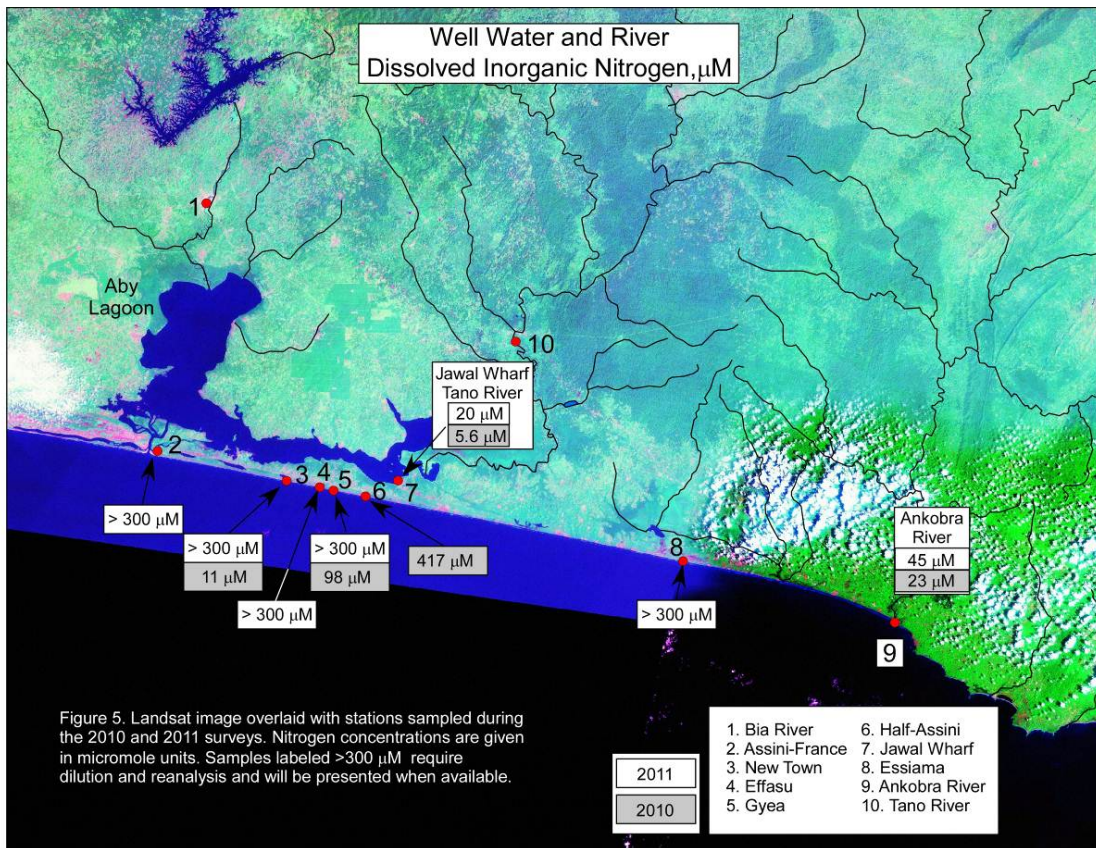 Well Water and River
Dissolved Inorganic Nitrogen,μM
1
Aby
Lagoon
10
Jawal Wharf
Tano River
20 μM
5.6 μM
2
3
4
5
6
7
> 300 μM
> 300 μM
11 μM
> 300 μM
> 300 μM
98 μM
417 μM
8
> 300 μM
Ankobra
River
45 μM
23 μM
9
Figure 5. Landsat image overlaid with stations sampled during
the 2010 and 2011 surveys. Nitrogen concentrations are given
in micromole units. Samples labeled >300 μM require
dilution and reanalysis and will be presented when available.
2011
2010
1. Bia River
2. Assini-France
3. New Town
4. Effasu
5. Gyea
6. Half-Assini
7. Jawal Wharf
8. Essiama
9. Ankobra River
10. Tano River